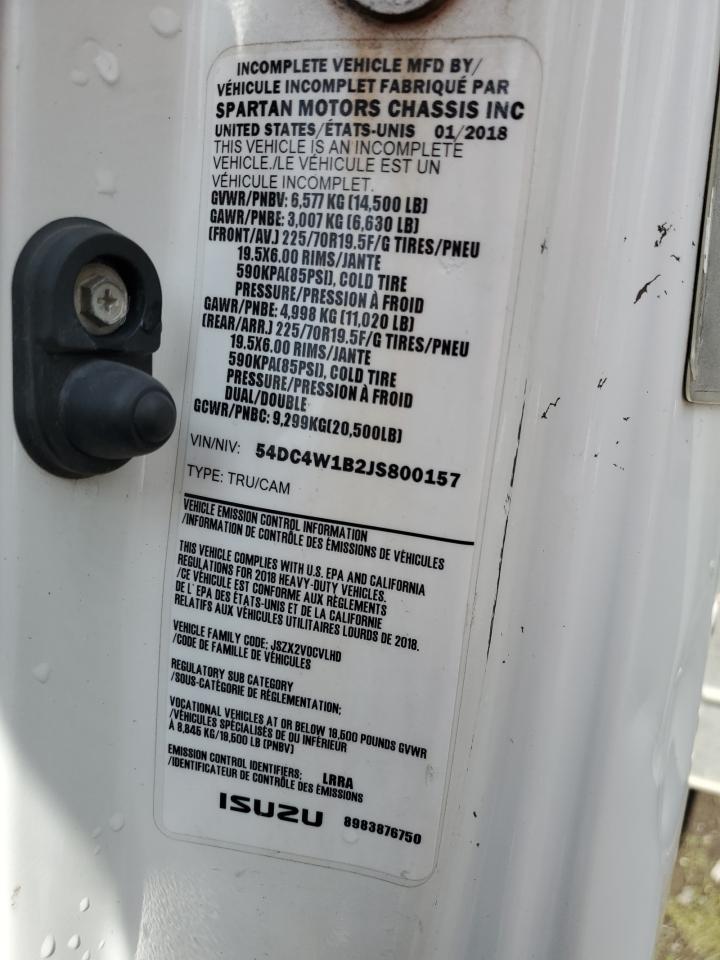 INCOMPLETE VEHICLE MFD BY/
VÉHICULE INCOMPLET FABRIQUÉ PAR
SPARTAN MOTORS CHASSIS INC
UNITED STATES/ÉTATS-UNIS 01/2018
THIS VEHICLE IS AN INCOMPLETE
VEHICLE./LE VÉHICULE EST UN
VÉHICULE INCOMPLET.
GVWR/PNBV: 6,577 KG (14,500 LB)
GAWR/PNBE: 3,007 KG (6,630 LB)
(FRONT/AV.) 225/70R19.5F/G TIRES/PNEU
19.5X6.00 RIMS/JANTE
590KPA(85PSI), COLD TIRE
PRESSURE/PRESSION À FROID
GAWR/PNBE: 4,998 KG (11,020 LB)
(REAR/ARR.) 225/70R19.5F/G TIRES/PNEU
19.5X6.00 RIMS/JANTE
590KPA(85PSI), COLD TIRE
PRESSURE/PRESSION À FROID
DUAL/DOUBLE
GCWR/PNBC: 9,299KG(20,500LB)
VIN/NIV: 54DC4W1B2JS800157
TYPE: TRU/CAM
VEHICLE EMISSION CONTROL INFORMATION
/INFORMATION DE CONTRÔLE DES ÉMISSIONS DE VÉHICULES
THIS VEHICLE COMPLIES WITH U.S. EPA AND CALIFORNIA
REGULATIONS FOR 2018 HEAVY-DUTY VEHICLES.
/CE VÉHICULE EST CONFORME AUX RÈGLEMENTS
DE L'EPA DES ÉTATS-UNIS ET DE LA CALIFORNIE
RELATIFS AUX VÉHICULES UTILITAIRES LOURDS DE 2018.
VEHICLE FAMILY CODE: JSZX2VOCVLHD
/CODE DE FAMILLE DE VÉHICULES
REGULATORY SUB CATEGORY
/SOUS-CATÉGORIE DE RÉGLEMENTATION;
VOCATIONAL VEHICLES AT OR BELOW 19,500 POUNDS GVWR
/VÉHICULES SPÉCIALISÉS DE OU INFÉRIEUR
À 8,845 KG/19,500 LB (PNBV)
EMISSION CONTROL IDENTIFIERS; LRRA
/IDENTIFICATEUR DE CONTRÔLE DES ÉMISSIONS
ISUZU 8983876750